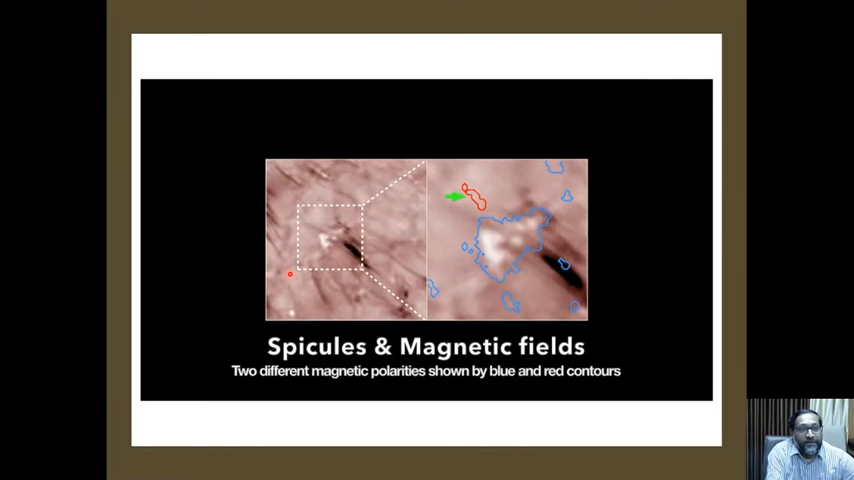 Spicules & Magnetic fields
Two different magnetic polarities shown by blue and red contours